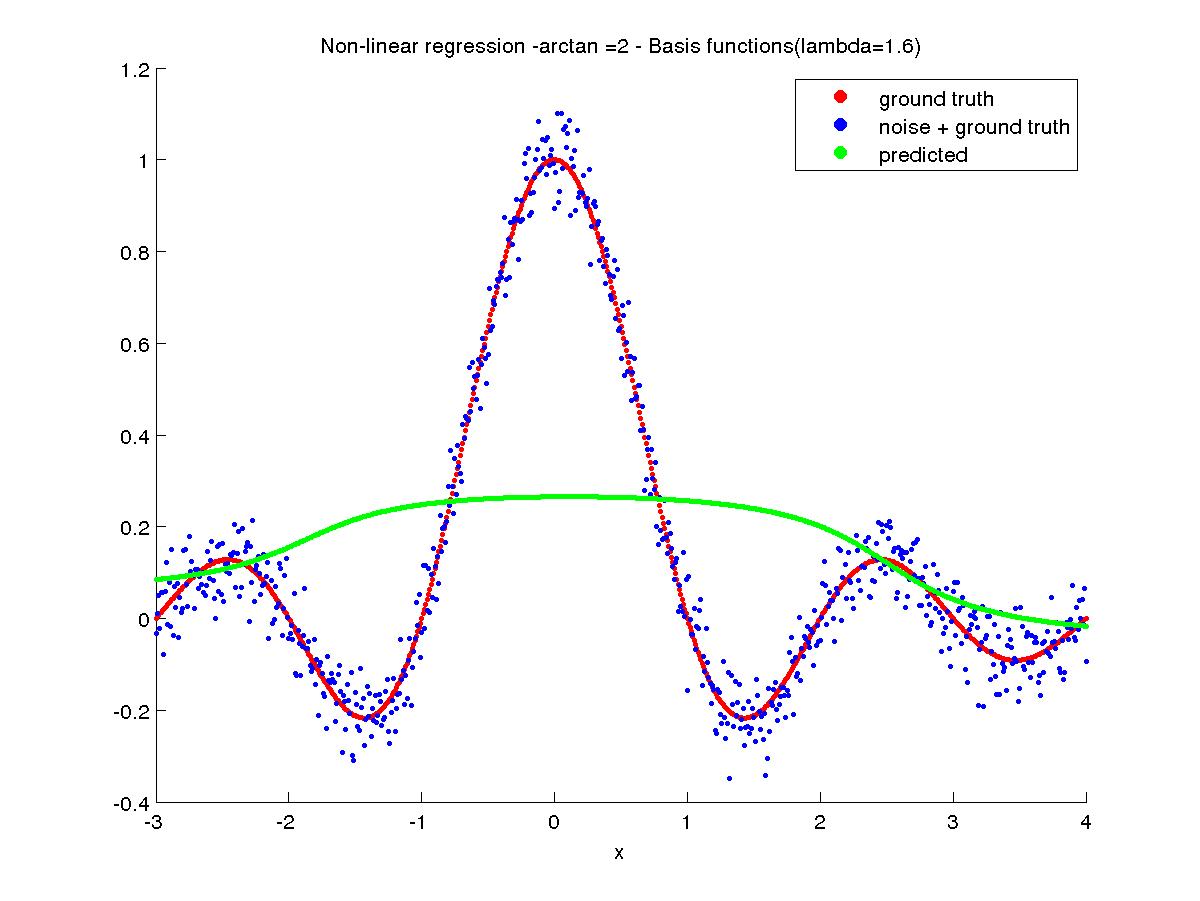 Non-linear regression -arctan =2 - Basis functions(lambda=1.6)
1.2
1
0.8
0.6
0.4
0.2
0
-0.2
-0.4
ground truth
noise + ground truth
predicted
-3 -2 -1 0 1 2 3 4
x